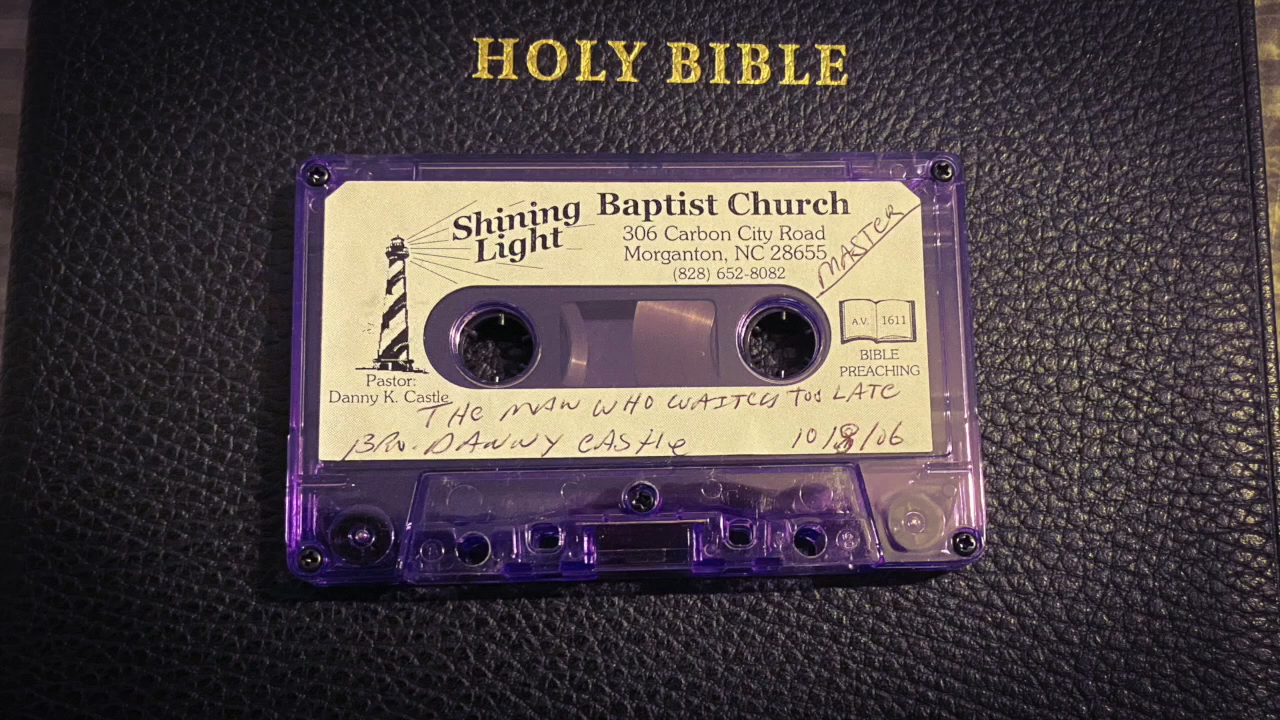 HOLY BIBLE
Shining
Light
Baptist Church
306 Carbon City Road
Morganton, NC 28655
(828) 652-8082
MASTER
A.V. 1611
BIBLE
PREACHING
Pastor:
Danny K. Castle
THE MAN WHO WAITED TOO LATE
BRO. DANNY CASTLE 10/8/06